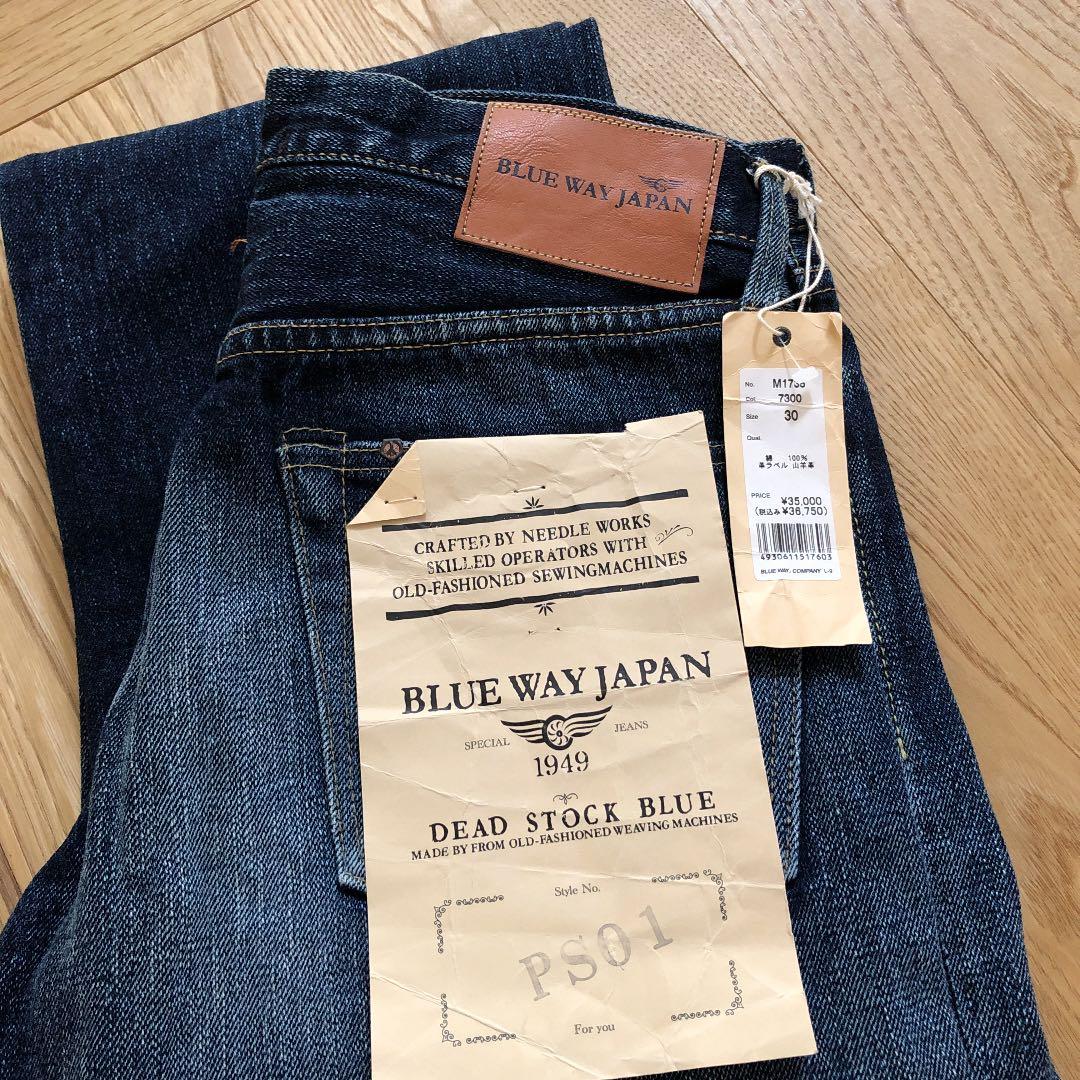 BLUE WAY JAPAN
No.
Col. 7300
Size 30
Qual.
綿 100%
革ラベル 山羊革
PRICE ¥35,000
(税込み¥36,750)
4930611517603
BLUE WAY, COMPANY L-9
CRAFTED BY NEEDLE WORKS
SKILLED OPERATORS WITH
OLD-FASHIONED SEWINGMACHINES
BLUE WAY JAPAN
SPECIAL JEANS
1949
DEAD STOCK BLUE
MADE BY FROM OLD-FASHIONED WEAVING MACHINES
Style No.
PS01
For you